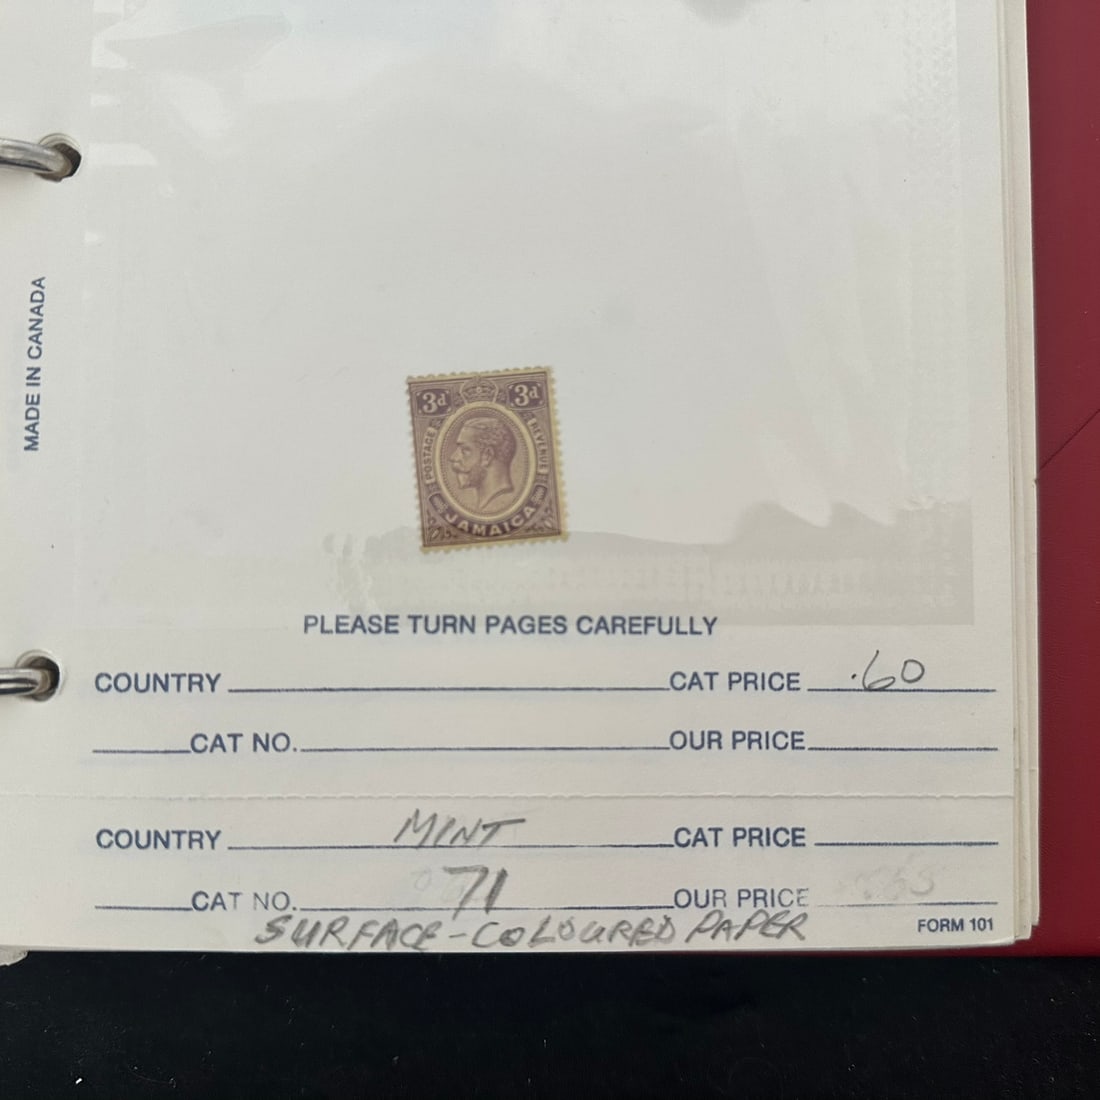 3d 3d
POSTAGE REVENUE
JAMAICA
MADE IN CANADA
PLEASE TURN PAGES CAREFULLY
COUNTRY CAT PRICE .60
CAT NO. OUR PRICE
COUNTRY MINT CAT PRICE
CAT NO. 71 OUR PRICE
SURFACE-COLOURED PAPER
FORM 101